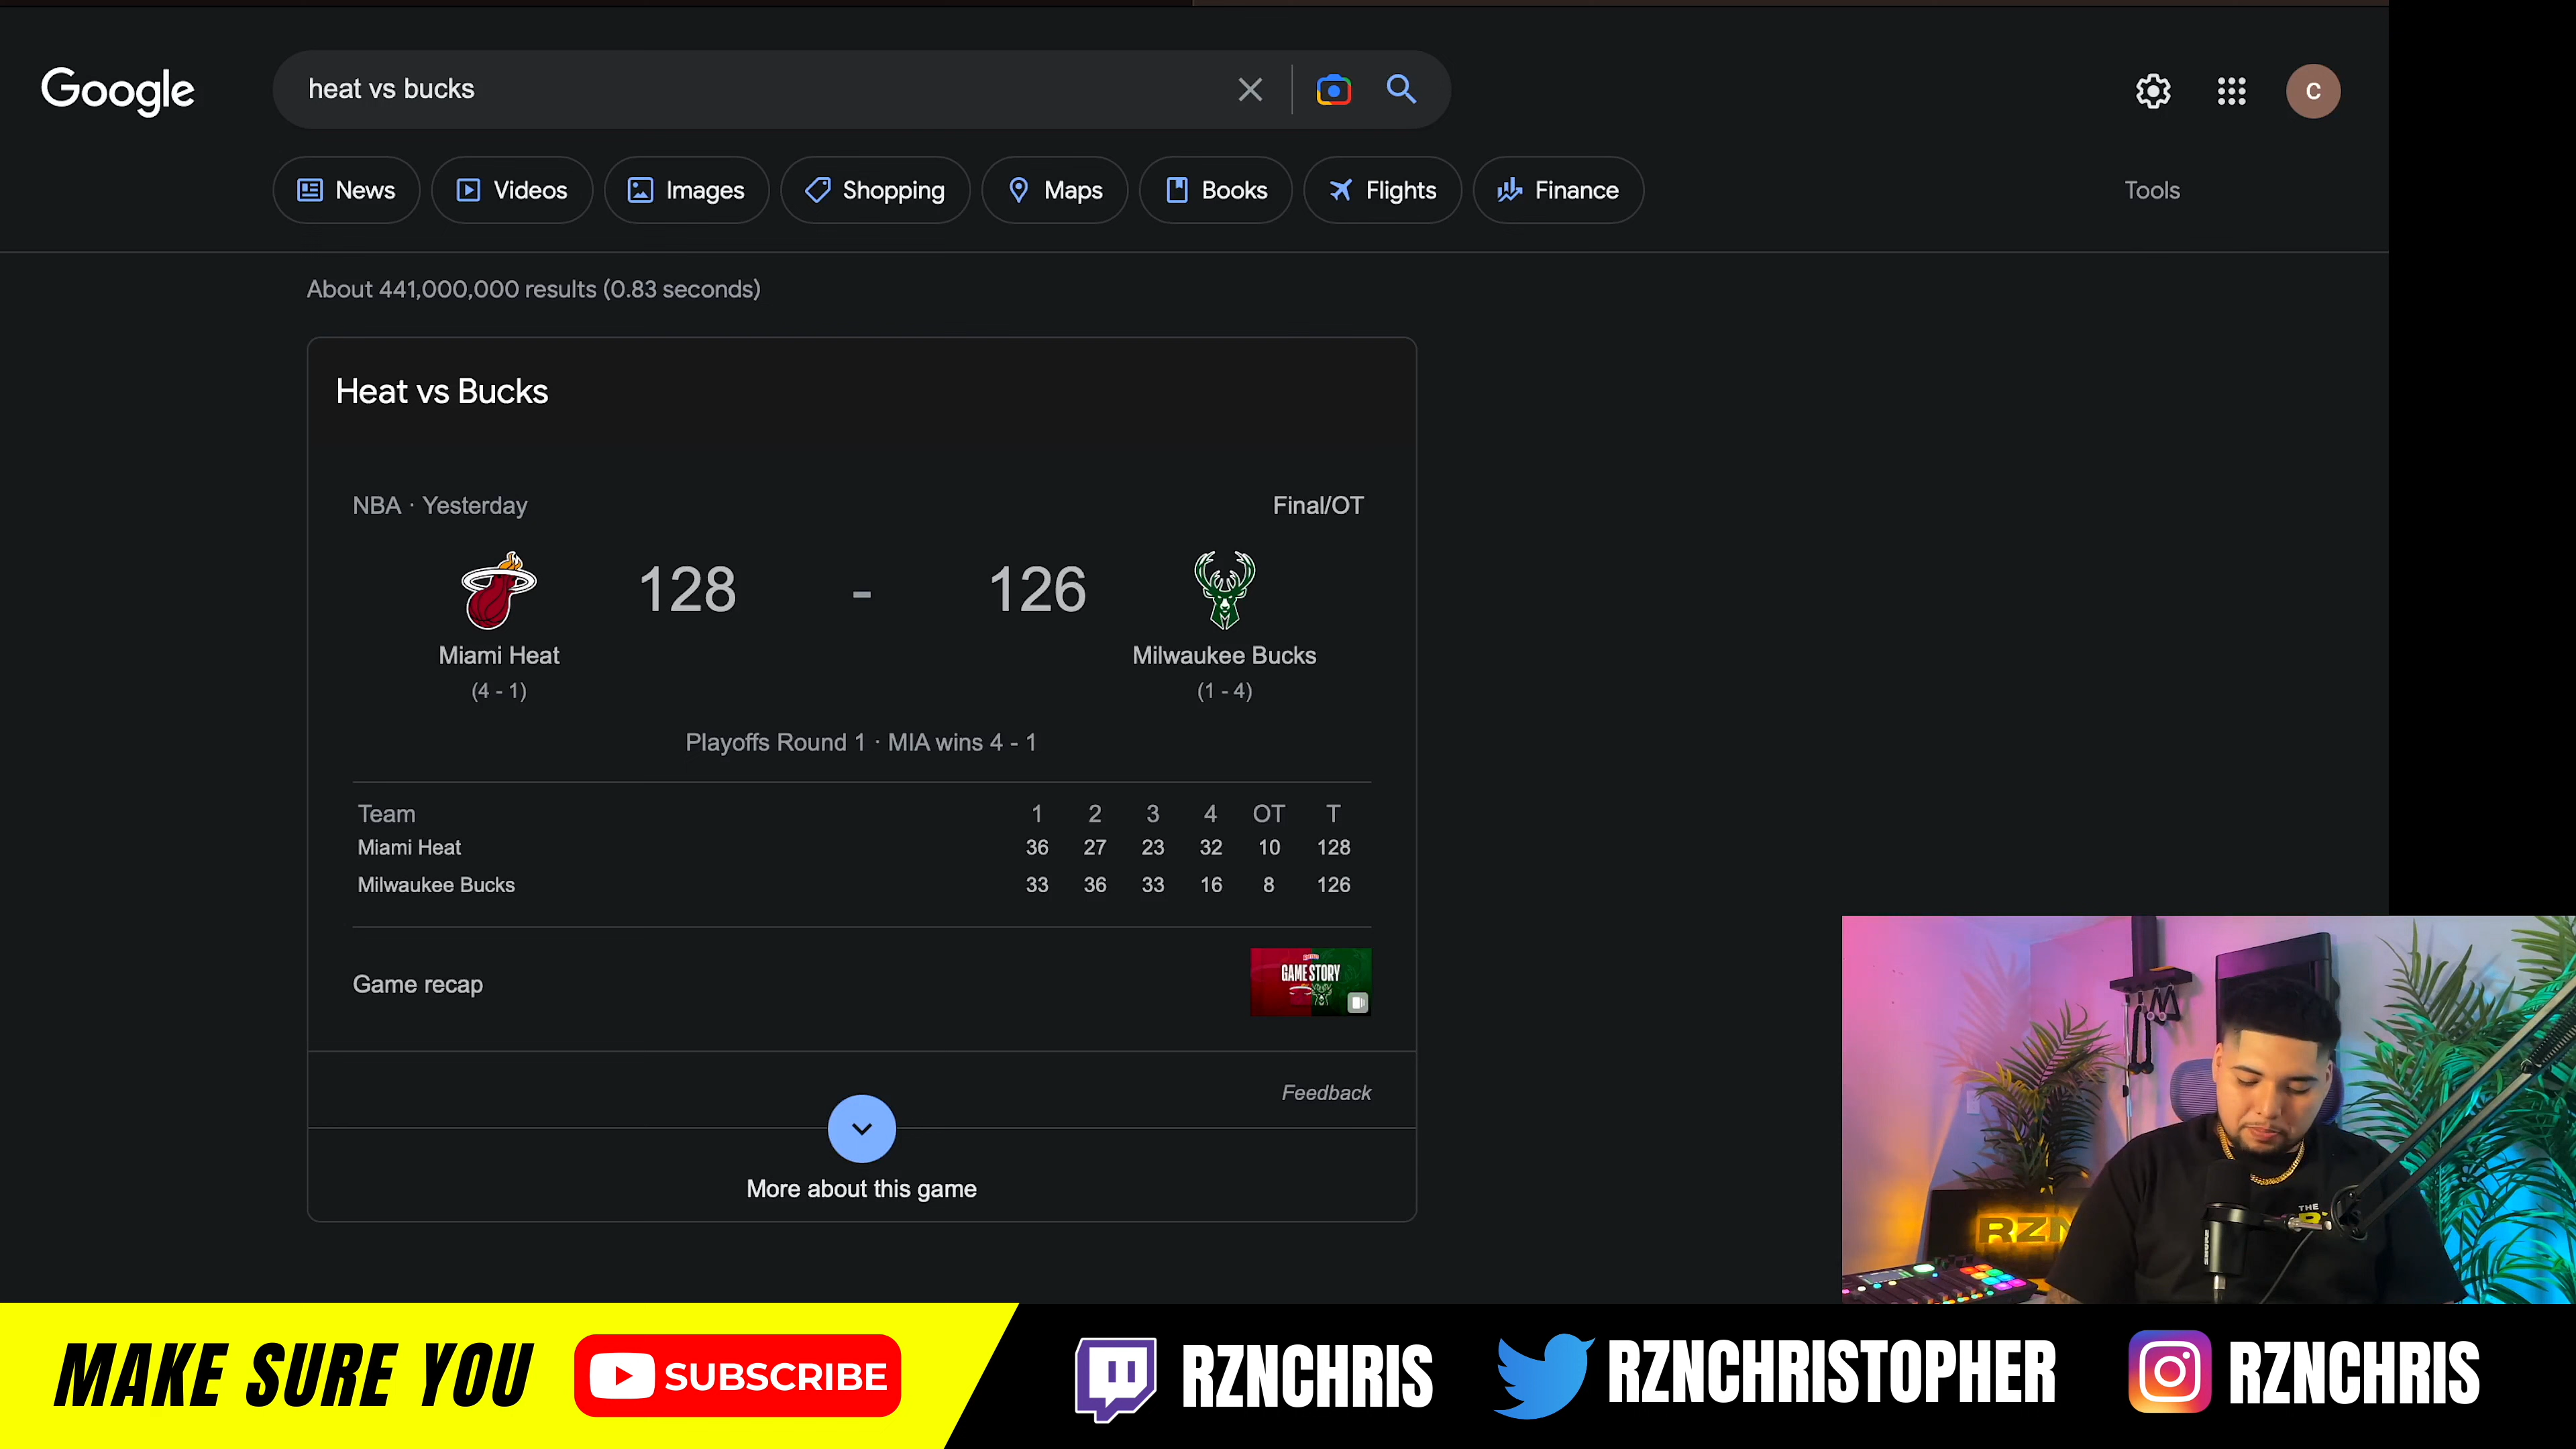 Google
heat vs bucks
C
News Videos Images Shopping Maps Books Flights Finance Tools
About 441,000,000 results (0.83 seconds)
Heat vs Bucks
NBA · Yesterday Final/OT
128 - 126
Miami Heat Milwaukee Bucks
(4 - 1) (1 - 4)
Playoffs Round 1 · MIA wins 4 - 1
Team 1 2 3 4 OT T
Miami Heat 36 27 23 32 10 128
Milwaukee Bucks 33 36 33 16 8 126
Game recap
GAME STORY
Feedback
More about this game
THE
RZN
MAKE SURE YOU SUBSCRIBE RZNCHRIS RZNCHRISTOPHER RZNCHRIS